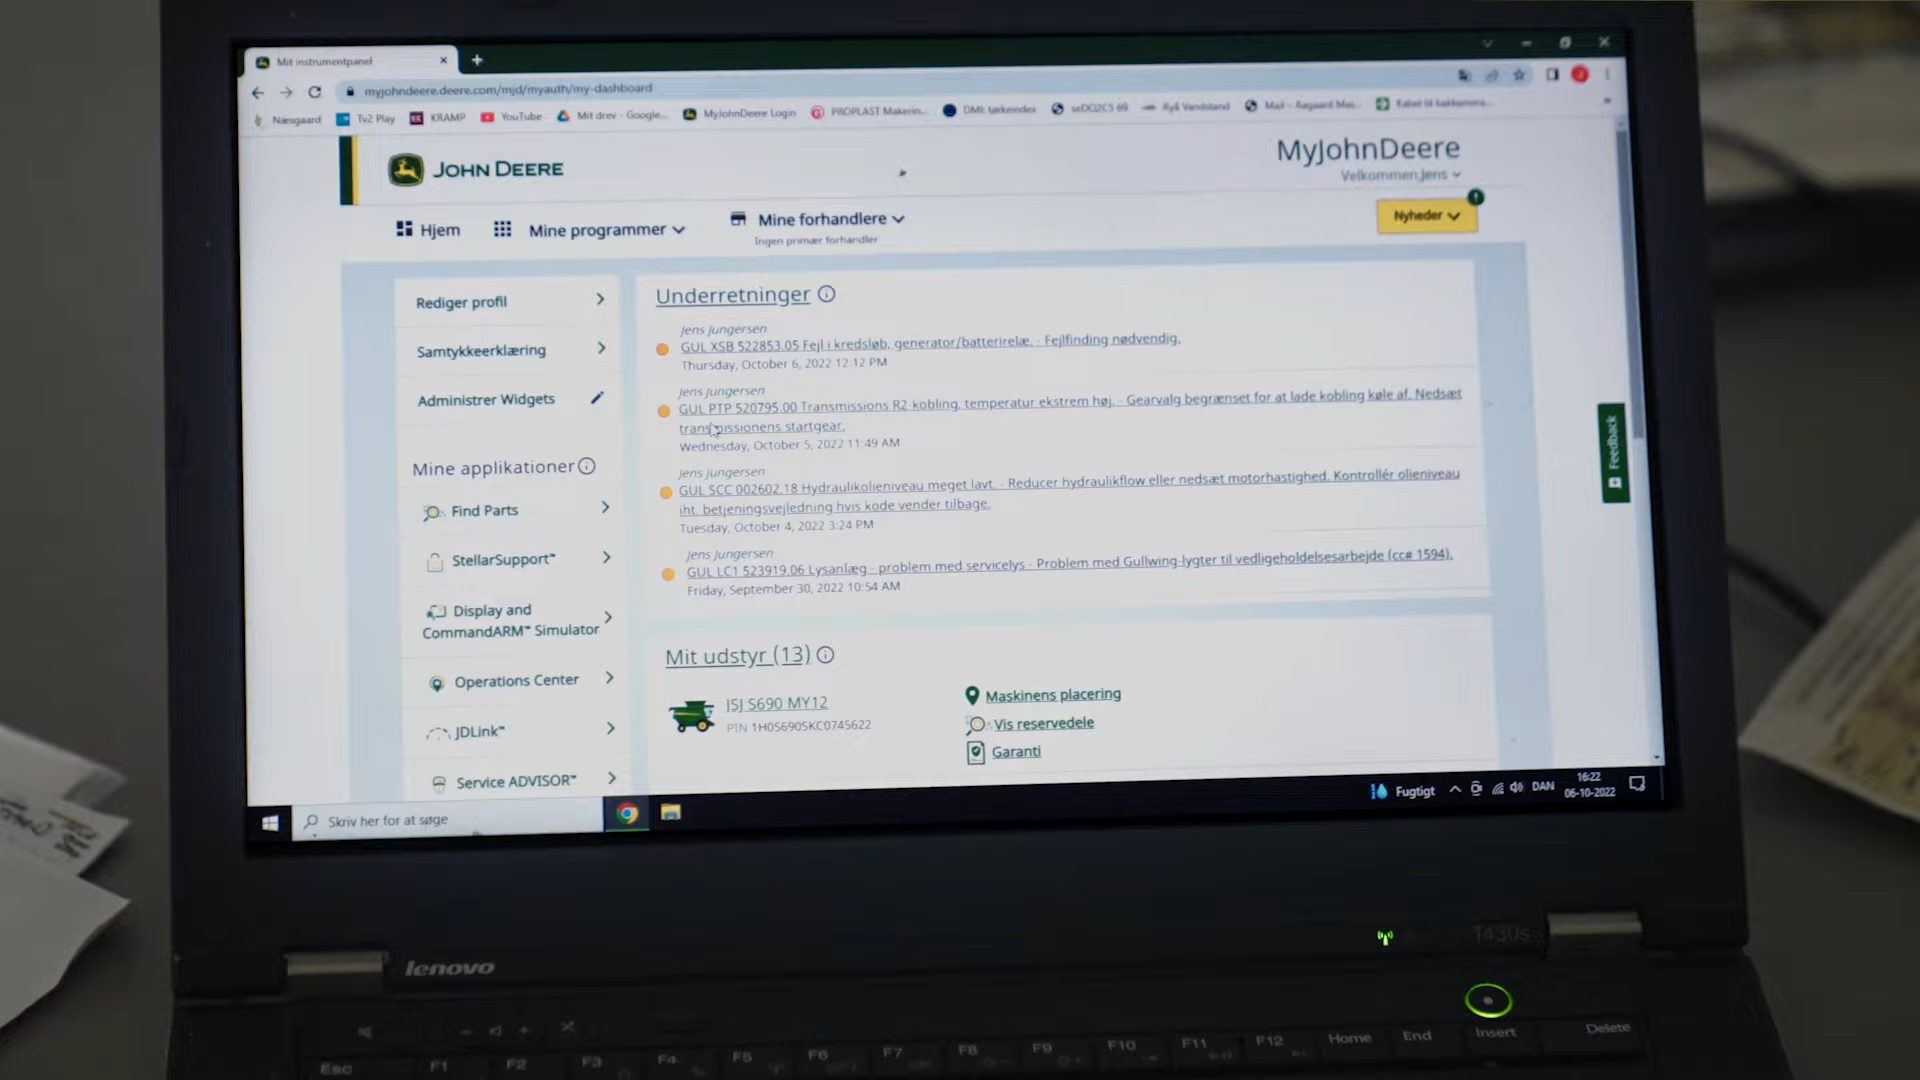 Mit instrumentpanel
myjohndeere.deere.com/mjd/myauth/my-dashboard
Næsgaard
Tv2 Play
KRAMP
YouTube
Mit drev - Google...
MyJohnDeere Login
PROPLAST Makerin...
DMI: tørkeindex
Ryå Vandstand
Mail - Aagaard Mas...
JOHN DEERE
MyJohnDeere
Velkommen, Jens
Hjem
Mine programmer
Mine forhandlere
Ingen primær forhandler
Nyheder
Rediger profil
Samtykkeerklæring
Administrer Widgets
Mine applikationer
Find Parts
StellarSupport™
Display and
CommandARM™ Simulator
Operations Center
JDLink™
Service ADVISOR™
Underretninger
Jens Jungersen
GUL XSB 522853.05 Fejl i kredsløb, generator/batterirelæ. - Fejlfinding nødvendig.
Thursday, October 6, 2022 12:12 PM
Jens Jungersen
GUL PTP 520795.00 Transmissions R2-kobling, temperatur ekstrem høj. - Gearvalg begrænset for at lade kobling køle af. Nedsæt
transmissionens startgear.
Wednesday, October 5, 2022 11:49 AM
Jens Jungersen
GUL SCC 002602.18 Hydraulikolieniveau meget lavt. - Reducer hydraulikflow eller nedsæt motorhastighed. Kontrollér olieniveau
iht. betjeningsvejledning hvis kode vender tilbage.
Tuesday, October 4, 2022 3:24 PM
Jens Jungersen
GUL LC1 523919.06 Lysanlæg - problem med servicelys - Problem med Gullwing-lygter til vedligeholdelsesarbejde (cc# 1594).
Friday, September 30, 2022 10:54 AM
Mit udstyr (13)
JSJ S690 MY12
PIN 1H0S690SKC0745622
Maskinens placering
Vis reservedele
Garanti
Feedback
Skriv her for at søge
Fugtigt
DAN
16:22
06-10-2022
lenovo
T430s
Esc
F1
F2
F3
F4
F5
F6
F7
F8
F9
F10
F11
F12
Home
End
Insert
Delete